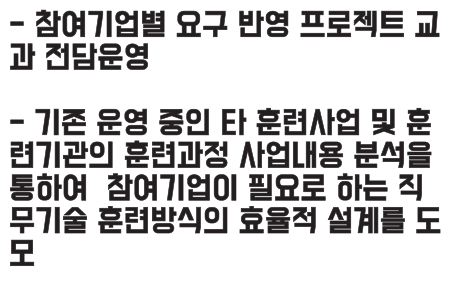 - 참여기업별 요구 반영 프로젝트 교
과 전담운영
- 기존 운영 중인 타 훈련사업 및 훈
련기관의 훈련과정 사업내용 분석을
통하여 참여기업이 필요로 하는 직
무기술 훈련방식의 효율적 설계를 도
모